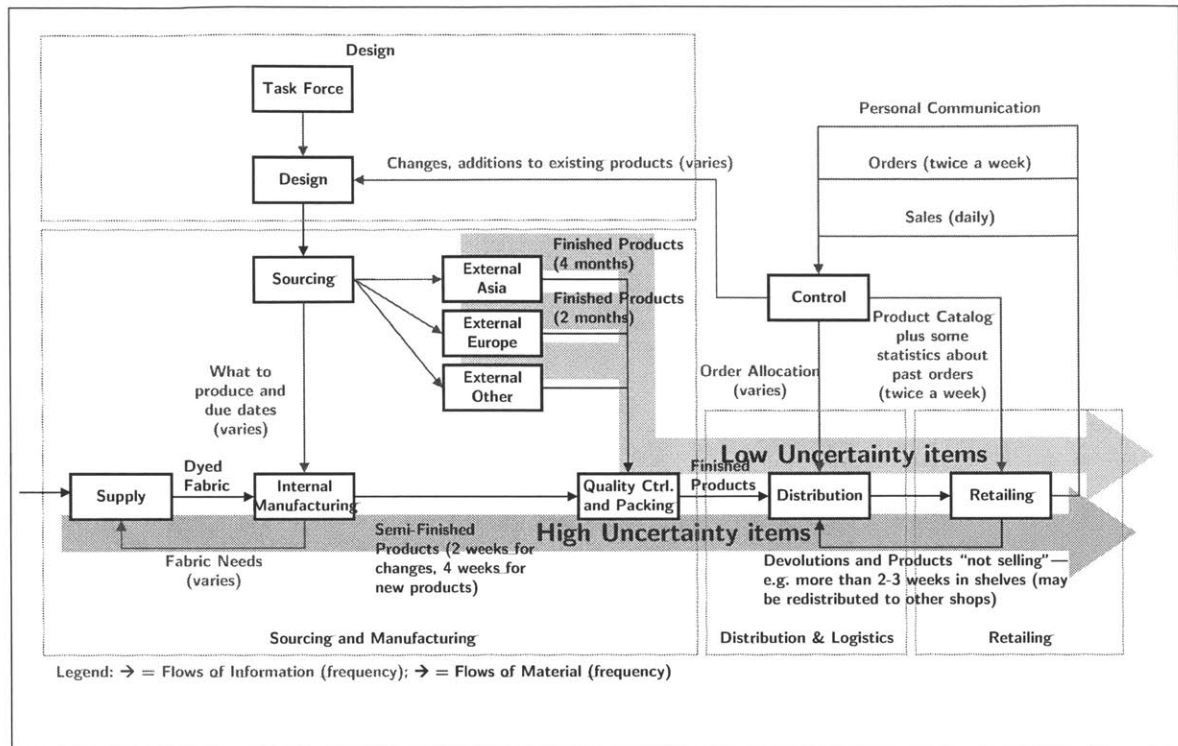 Design
Task Force
Personal Communication
Changes, additions to existing products (varies)
Orders (twice a week)
Design
Sales (daily)
Finished Products
(4 months)
Sourcing
External
Asia
Control
Finished Products
(2 months)
External
Europe
Product Catalog
plus some
statistics about
past orders
(twice a week)
What to
produce and
due dates
(varies)
External
Other
Order Allocation
(varies)
Low Uncertainty items
Dyed
Fabric
Finished
Products
Supply
Internal
Manufacturing
Quality Ctrl.
and Packing
Distribution
Retailing
High Uncertainty items
Semi-Finished
Products (2 weeks for
changes, 4 weeks for
new products)
Fabric Needs
(varies)
Devolutions and Products "not selling"—
e.g. more than 2-3 weeks in shelves (may
be redistributed to other shops)
Sourcing and Manufacturing
Distribution & Logistics
Retailing
Legend: → = Flows of Information (frequency); → = Flows of Material (frequency)